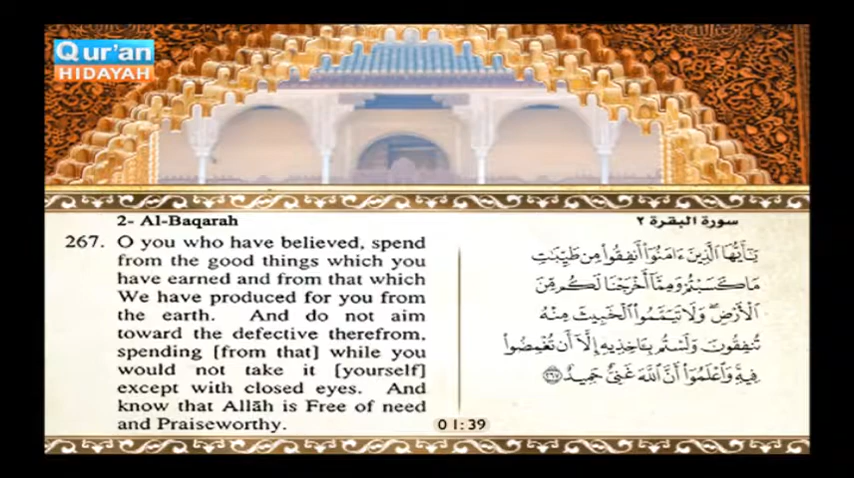 Qur'an
HIDAYAH
2- Al-Baqarah
267. O you who have believed, spend
from the good things which you
have earned and from that which
We have produced for you from
the earth. And do not aim
toward the defective therefrom,
spending [from that] while you
would not take it [yourself]
except with closed eyes. And
know that Allāh is Free of need
and Praiseworthy.
سورة البقرة ٢
يَـٰٓأَيُّهَا ٱلَّذِينَ ءَامَنُوٓا۟ أَنفِقُوا۟ مِن طَيِّبَـٰتِ
مَا كَسَبْتُمْ وَمِمَّآ أَخْرَجْنَا لَكُم مِّنَ
ٱلْأَرْضِ ۖ وَلَا تَيَمَّمُوا۟ ٱلْخَبِيثَ مِنْهُ
تُنفِقُونَ وَلَسْتُم بِـَٔاخِذِيهِ إِلَّآ أَن تُغْمِضُوا۟
فِيهِ ۚ وَٱعْلَمُوٓا۟ أَنَّ ٱللَّهَ غَنِىٌّ حَمِيدٌ ٢٦٧
01:39